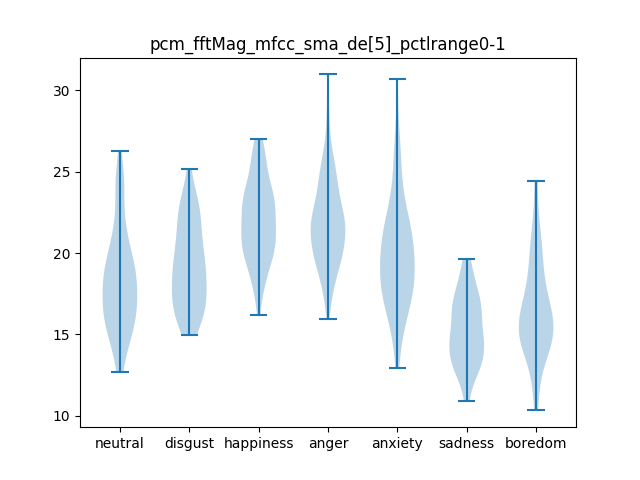 pcm_fftMag_mfcc_sma_de[5]_pctlrange0-1
30
25
20
15
10
neutral disgust happiness anger anxiety sadness boredom